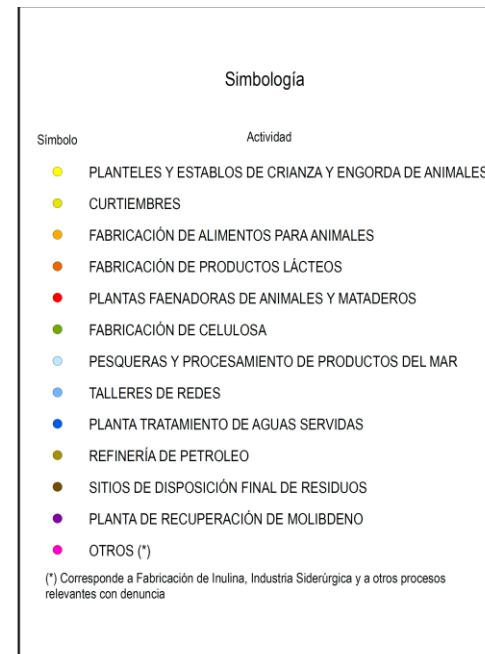 Simbología
Símbolo Actividad
PLANTELES Y ESTABLOS DE CRIANZA Y ENGORDA DE ANIMALES
CURTIEMBRES
FABRICACIÓN DE ALIMENTOS PARA ANIMALES
FABRICACIÓN DE PRODUCTOS LÁCTEOS
PLANTAS FAENADORAS DE ANIMALES Y MATADEROS
FABRICACIÓN DE CELULOSA
PESQUERAS Y PROCESAMIENTO DE PRODUCTOS DEL MAR
TALLERES DE REDES
PLANTA TRATAMIENTO DE AGUAS SERVIDAS
REFINERÍA DE PETROLEO
SITIOS DE DISPOSICIÓN FINAL DE RESIDUOS
PLANTA DE RECUPERACIÓN DE MOLIBDENO
OTROS (*)
(*) Corresponde a Fabricación de Inulina, Industria Siderúrgica y a otros procesos
relevantes con denuncia